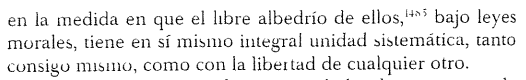 en la medida en que el libre albedrío de ellos,¹⁴⁸⁵ bajo leyes
morales, tiene en sí mismo integral unidad sistemática, tanto
consigo mismo, como con la libertad de cualquier otro.